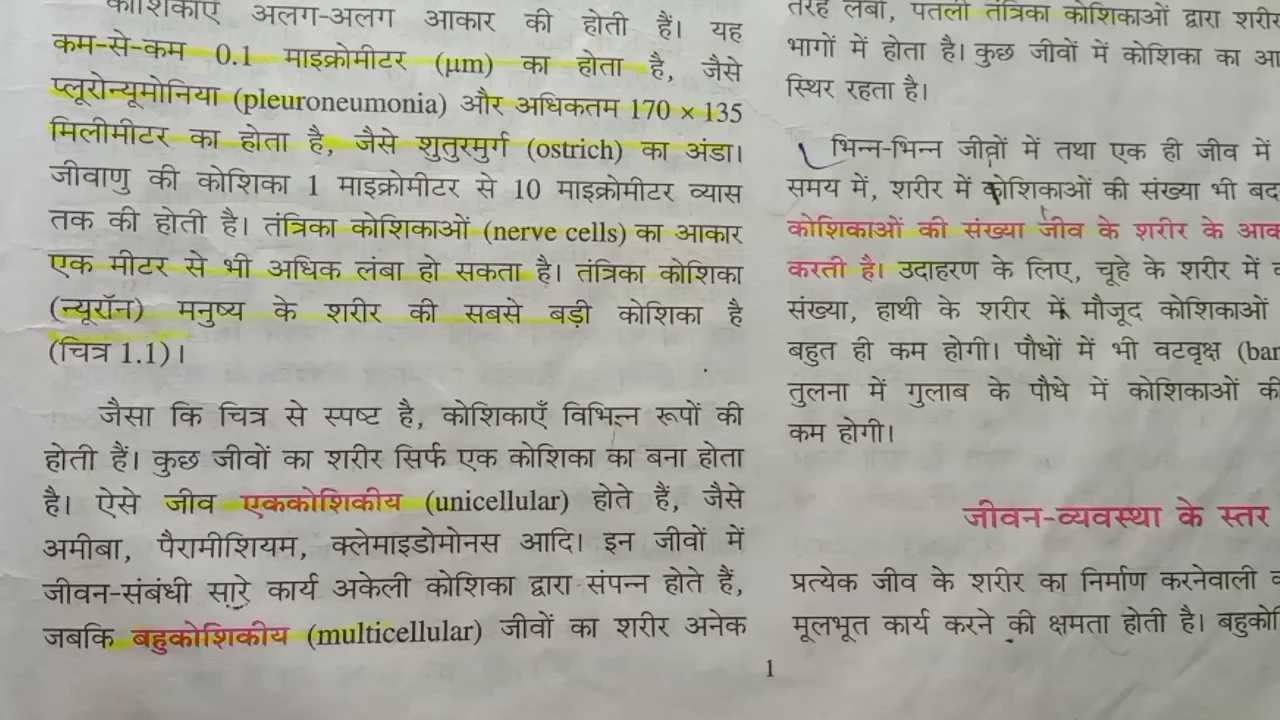 कोशिकाएँ अलग-अलग आकार की होती हैं। यह
कम-से-कम 0.1 माइक्रोमीटर (μm) का होता है, जैसे
प्लूरोन्यूमोनिया (pleuroneumonia) और अधिकतम 170 × 135
मिलीमीटर का होता है, जैसे शुतुरमुर्ग (ostrich) का अंडा।
जीवाणु की कोशिका 1 माइक्रोमीटर से 10 माइक्रोमीटर व्यास
तक की होती है। तंत्रिका कोशिकाओं (nerve cells) का आकार
एक मीटर से भी अधिक लंबा हो सकता है। तंत्रिका कोशिका
(न्यूरॉन) मनुष्य के शरीर की सबसे बड़ी कोशिका है
(चित्र 1.1)।
जैसा कि चित्र से स्पष्ट है, कोशिकाएँ विभिन्न रूपों की
होती हैं। कुछ जीवों का शरीर सिर्फ एक कोशिका का बना होता
है। ऐसे जीव एककोशिकीय (unicellular) होते हैं, जैसे
अमीबा, पैरामीशियम, क्लेमाइडोमोनस आदि। इन जीवों में
जीवन-संबंधी सारे कार्य अकेली कोशिका द्वारा संपन्न होते हैं,
जबकि बहुकोशिकीय (multicellular) जीवों का शरीर अनेक
तरह लंबी, पतली तंत्रिका कोशिकाओं द्वारा शरीर
भागों में होता है। कुछ जीवों में कोशिका का
स्थिर रहता है।
भिन्न-भिन्न जीवों में तथा एक ही जीव में
समय में, शरीर में कोशिकाओं की संख्या भी
कोशिकाओं की संख्या जीव के शरीर के
करती है। उदाहरण के लिए, चूहे के शरीर में
संख्या, हाथी के शरीर में मौजूद कोशिकाओं
बहुत ही कम होगी। पौधों में भी वटवृक्ष
तुलना में गुलाब के पौधे में कोशिकाओं की
कम होगी।
जीवन-व्यवस्था के स्तर
प्रत्येक जीव के शरीर का निर्माण करनेवाली
मूलभूत कार्य करने की क्षमता होती है।
1